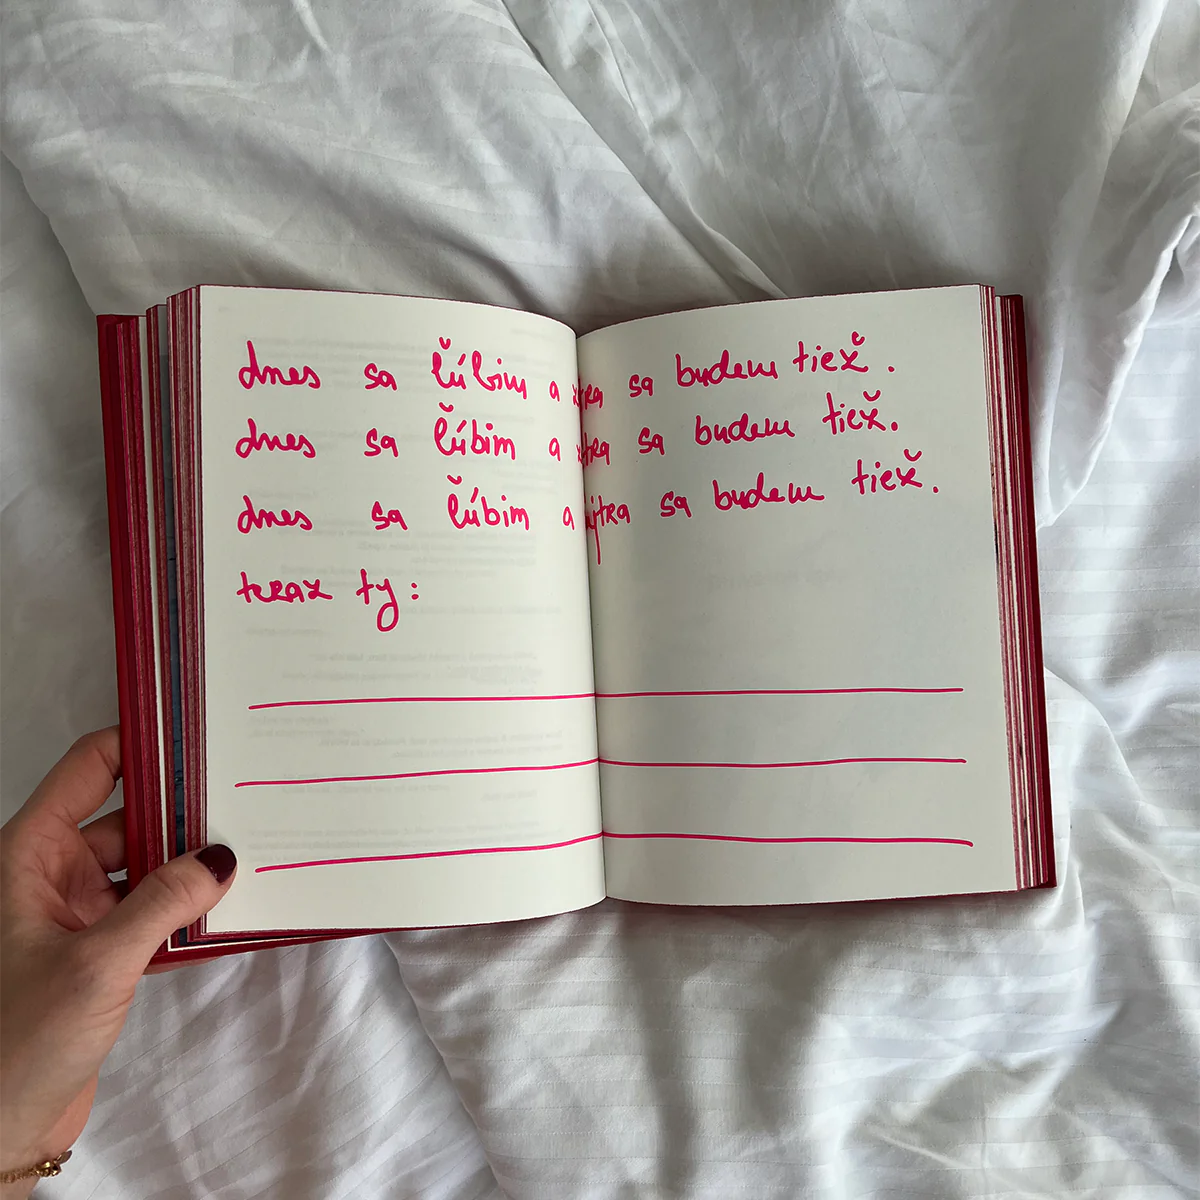 dnes sa ľúbim a zajtra sa budem tiež.
dnes sa ľúbim a zajtra sa budem tiež.
dnes sa ľúbim a zajtra sa budem tiež.
teraz ty: